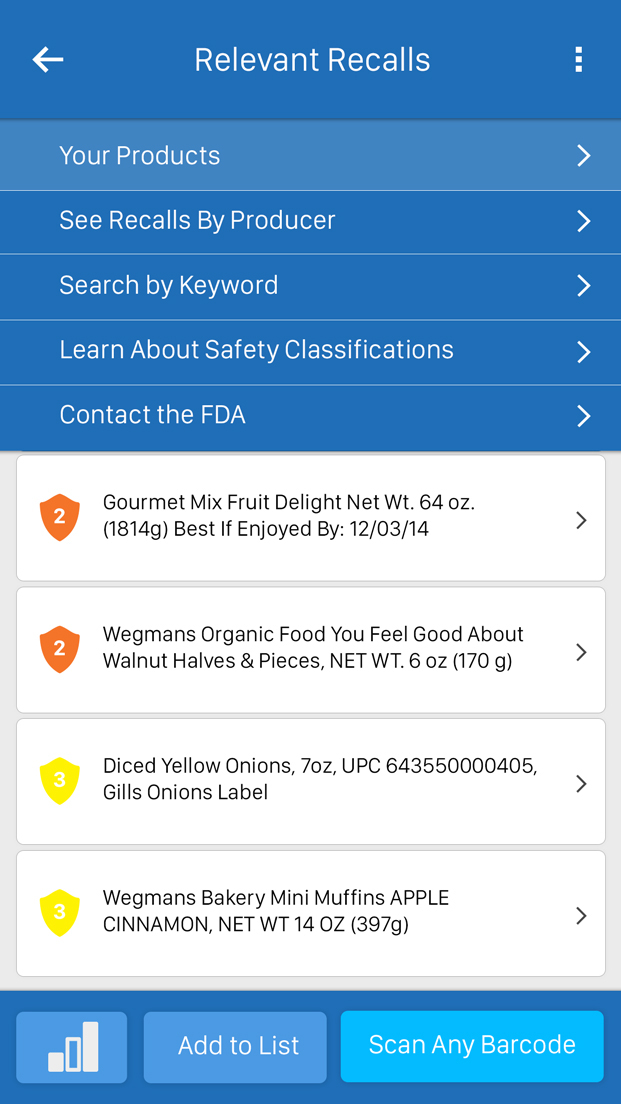 Relevant Recalls
Your Products
See Recalls By Producer
Search by Keyword
Learn About Safety Classifications
Contact the FDA
2
Gourmet Mix Fruit Delight Net Wt. 64 oz.
(1814g) Best If Enjoyed By: 12/03/14
2
Wegmans Organic Food You Feel Good About
Walnut Halves & Pieces, NET WT. 6 oz (170 g)
3
Diced Yellow Onions, 7oz, UPC 643550000405,
Gills Onions Label
3
Wegmans Bakery Mini Muffins APPLE
CINNAMON, NET WT 14 OZ (397g)
Add to List
Scan Any Barcode